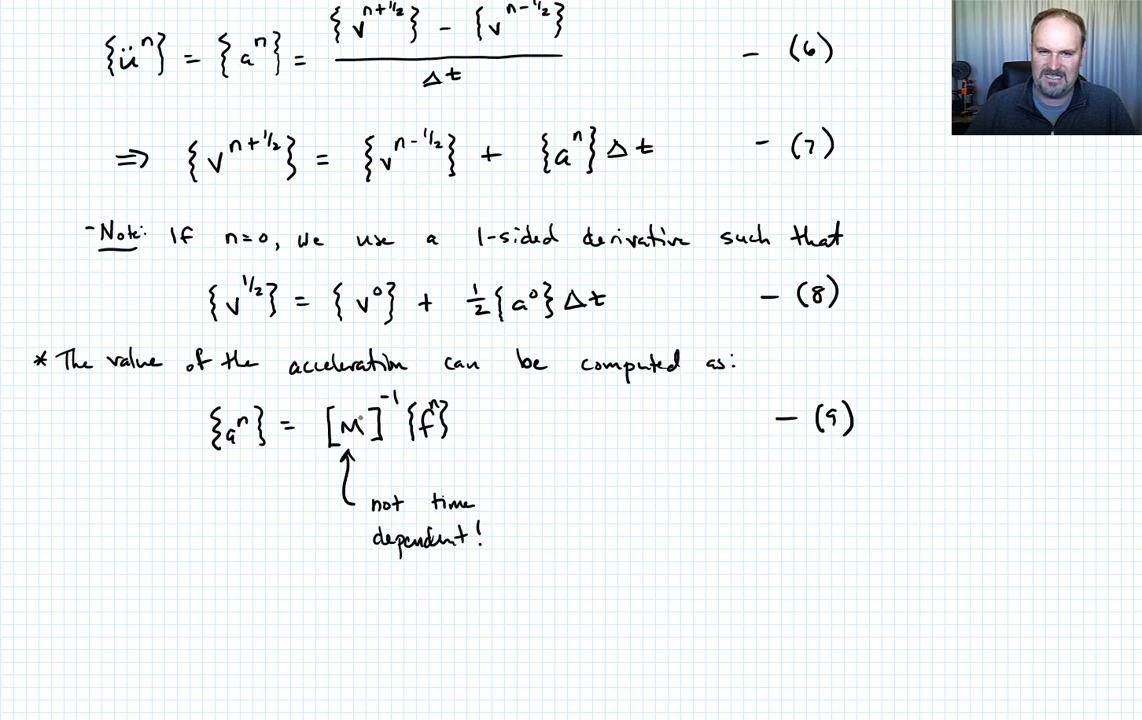 {ü^n} = {a^n} = ({v^{n+1/2}} - {v^{n-1/2}}) / Δt - (6)
⇒ {v^{n+1/2}} = {v^{n-1/2}} + {a^n} Δt - (7)
- Note: If n=0, we use a 1-sided derivative such that
{v^{1/2}} = {v^0} + 1/2 {a^0} Δt - (8)
* The value of the acceleration can be computed as:
{a^n} = [M]^{-1} {f^n} - (9)
not time
dependent!